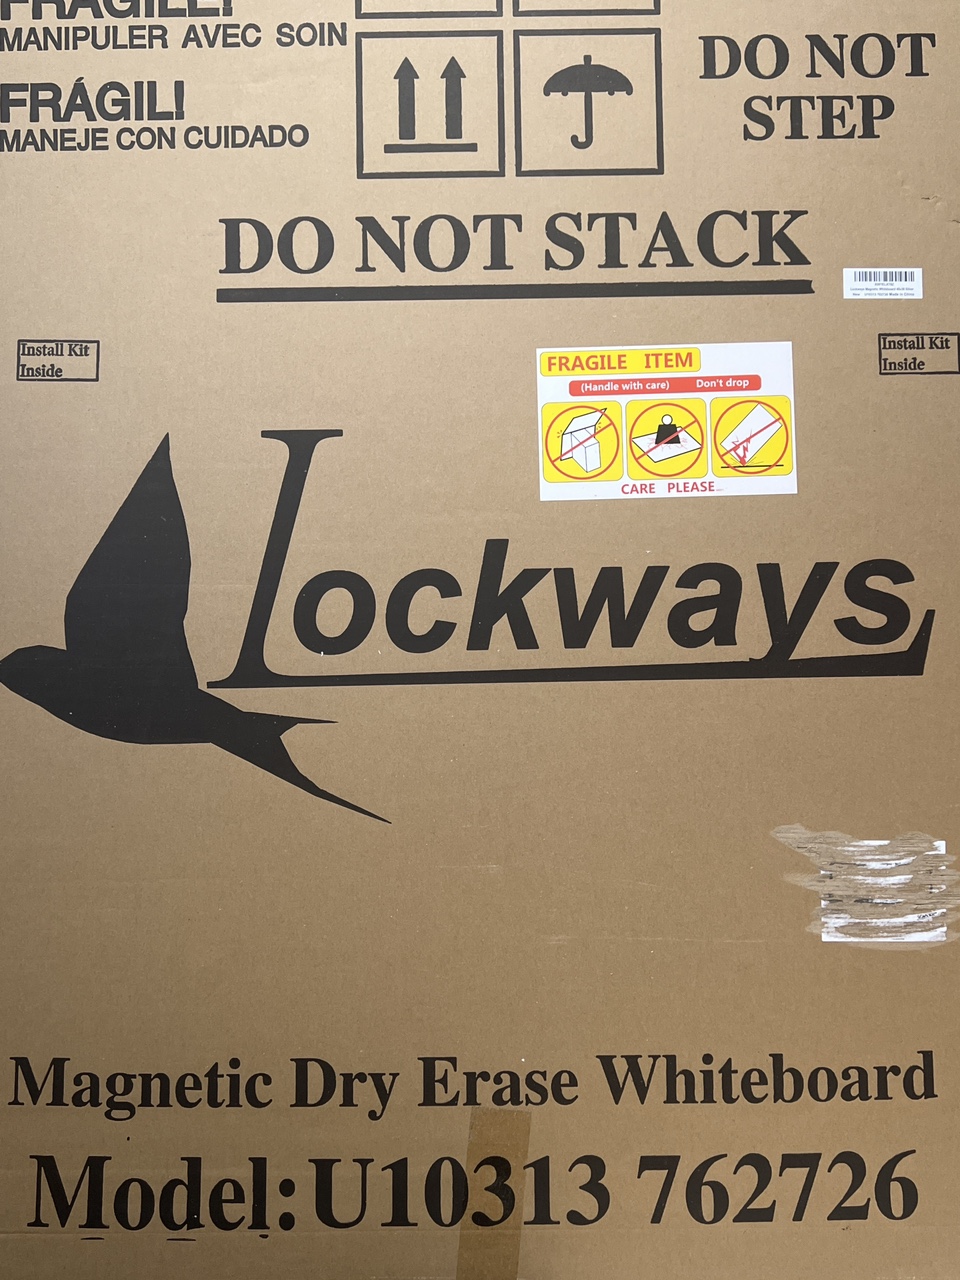 FRAGILE!
MANIPULER AVEC SOIN
FRÁGIL!
MANEJE CON CUIDADO
DO NOT
STEP
DO NOT STACK
Install Kit
Inside
Install Kit
Inside
FRAGILE ITEM
(Handle with care) Don't drop
CARE PLEASE
Lockways
Magnetic Dry Erase Whiteboard
Model:U10313 762726